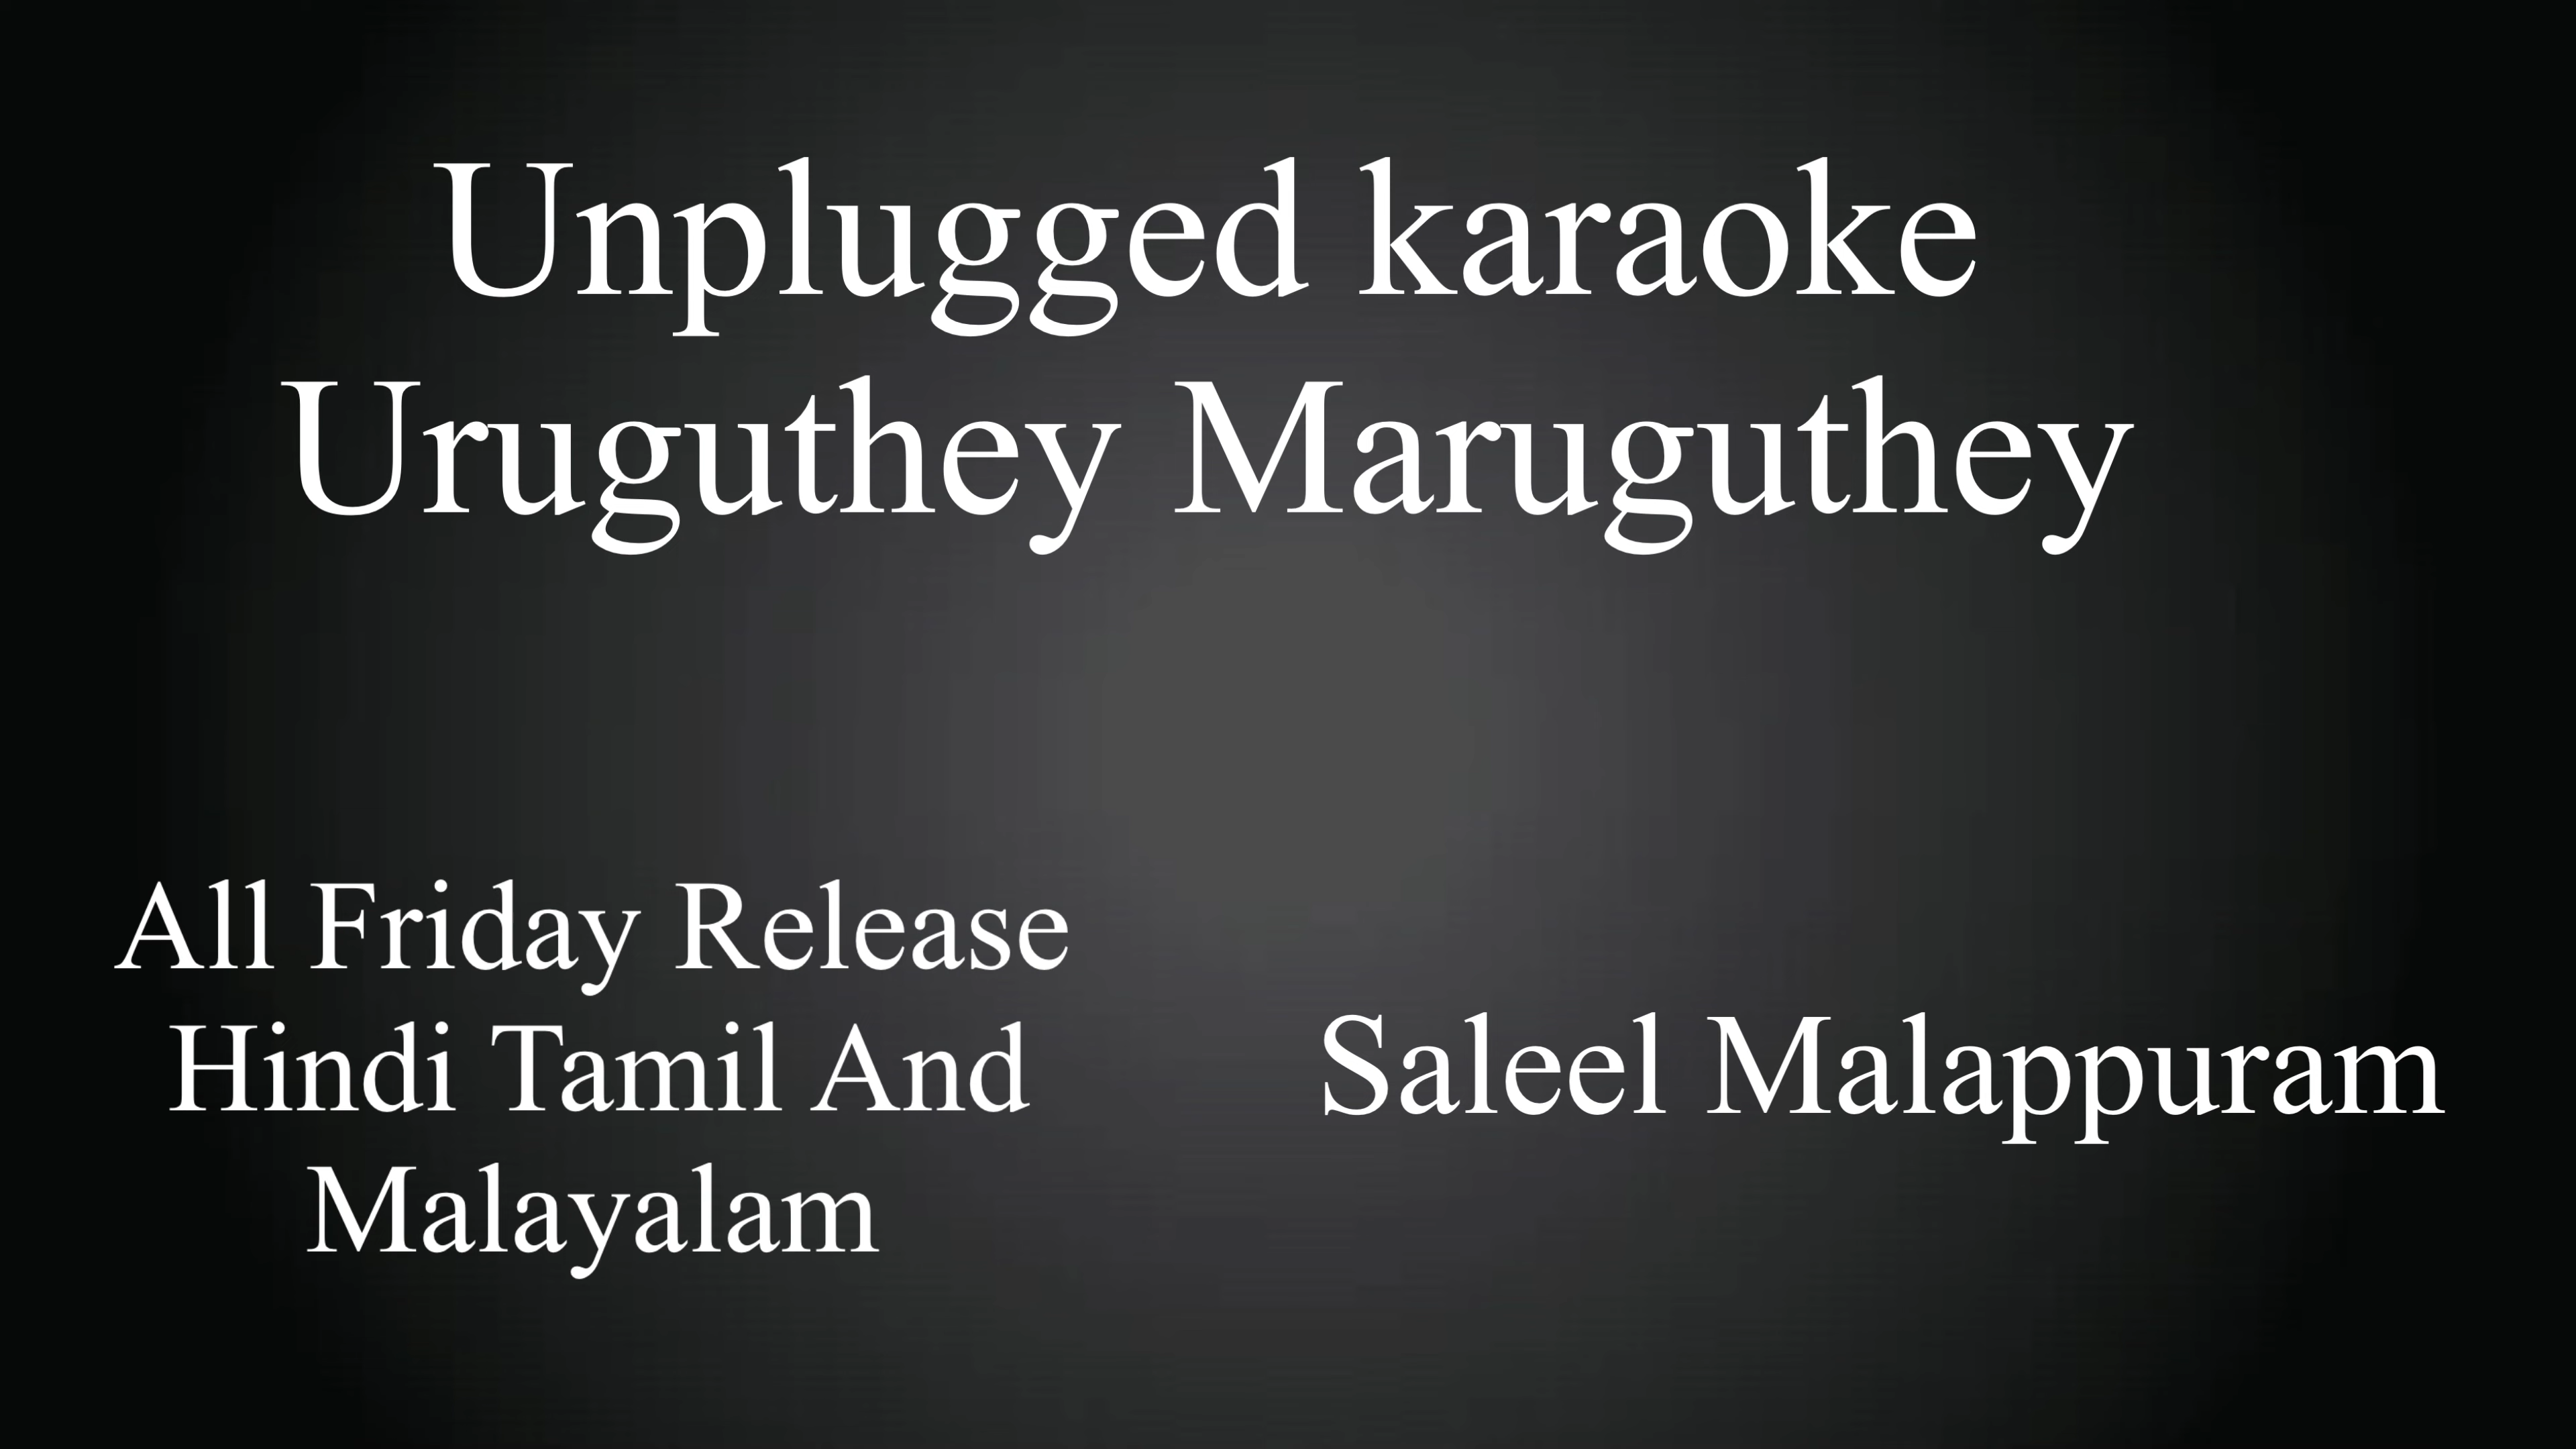 Unplugged karaoke
Uruguthey Maruguthey
All Friday Release
Hindi Tamil And
Malayalam
Saleel Malappuram